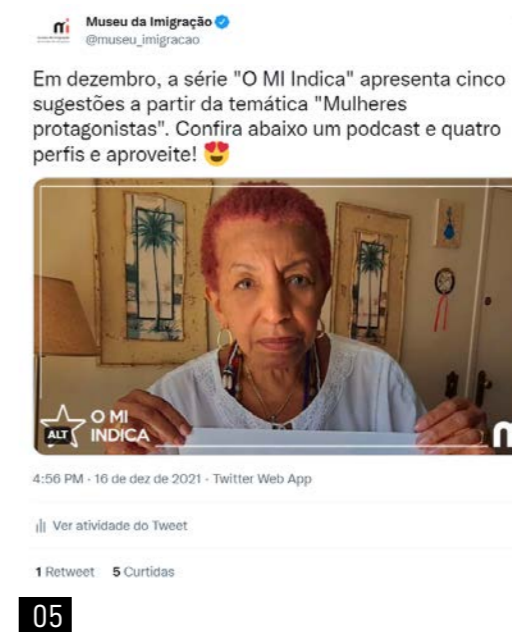 mi
Museu da Imigração
@museu_imigracao
Em dezembro, a série "O MI Indica" apresenta cinco
sugestões a partir da temática "Mulheres
protagonistas". Confira abaixo um podcast e quatro
perfis e aproveite! 😍
O MI
ALT INDICA
4:56 PM · 16 de dez de 2021 · Twitter Web App
Ver atividade do Tweet
1 Retweet 5 Curtidas
05